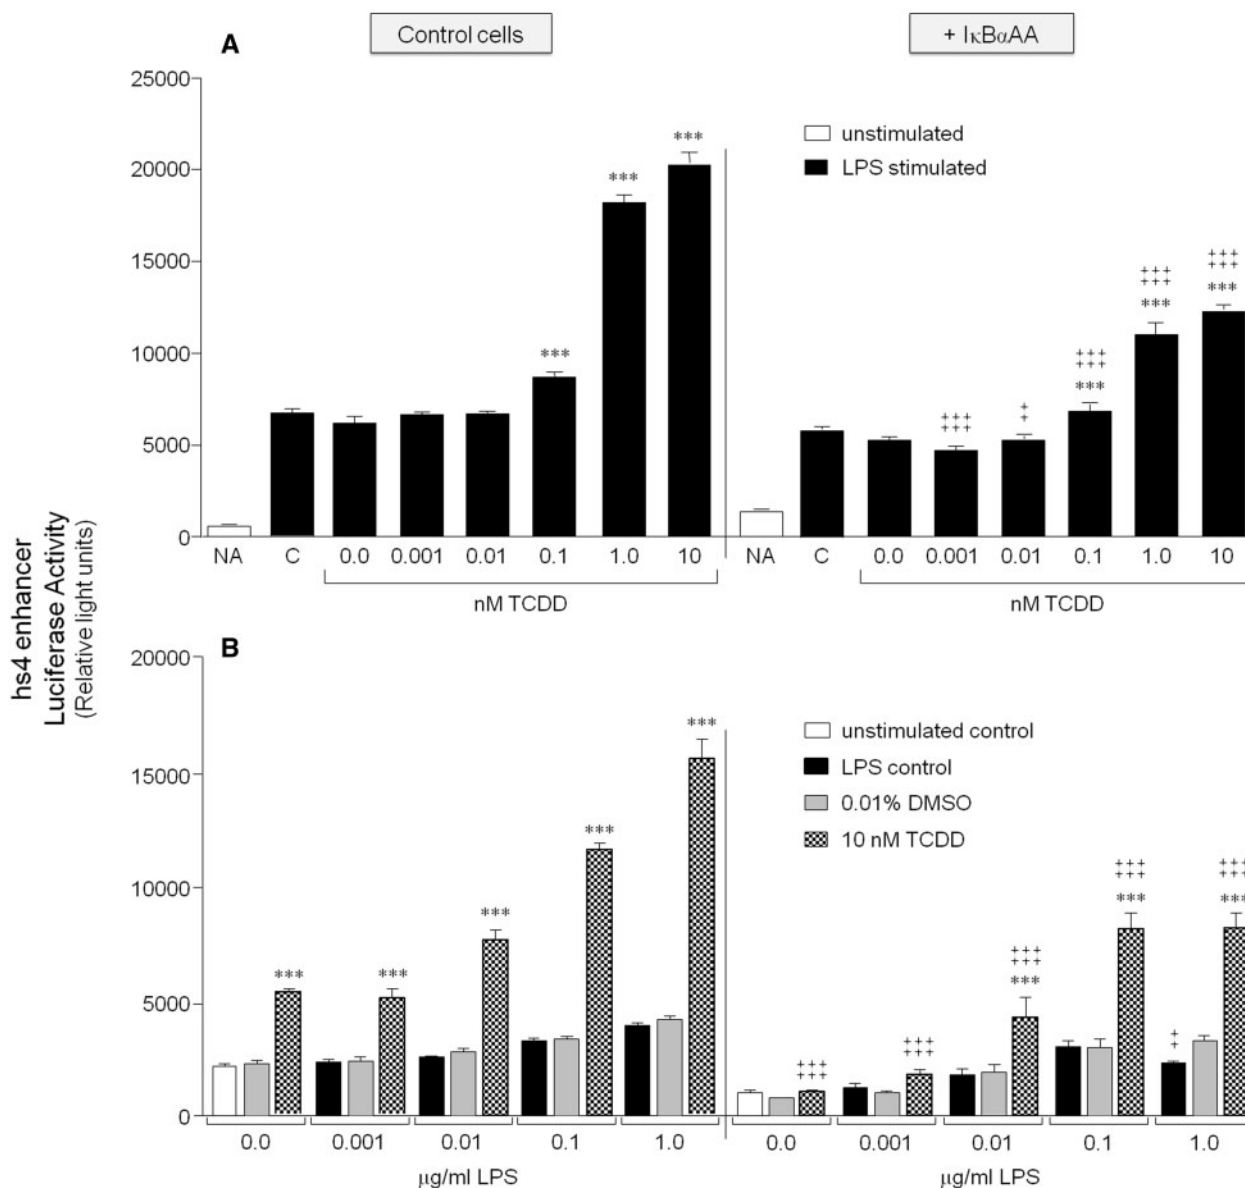 A
Control cells
+ IκBαAA
25000
20000
15000
10000
5000
0
unstimulated
LPS stimulated
***
***
***
+++
+++
++
+++
+++
***
+++
+++
***
+++
+++
***
NA C 0.0 0.001 0.01 0.1 1.0 10
NA C 0.0 0.001 0.01 0.1 1.0 10
nM TCDD
nM TCDD
hs4 enhancer
Luciferase Activity
(Relative light units)
B
20000
15000
10000
5000
0
unstimulated control
LPS control
0.01% DMSO
10 nM TCDD
***
***
***
***
***
+++
+++
+++
+++
+++
+++
***
+++
+++
***
++
+++
+++
***
0.0 0.001 0.01 0.1 1.0
0.0 0.001 0.01 0.1 1.0
μg/ml LPS
μg/ml LPS